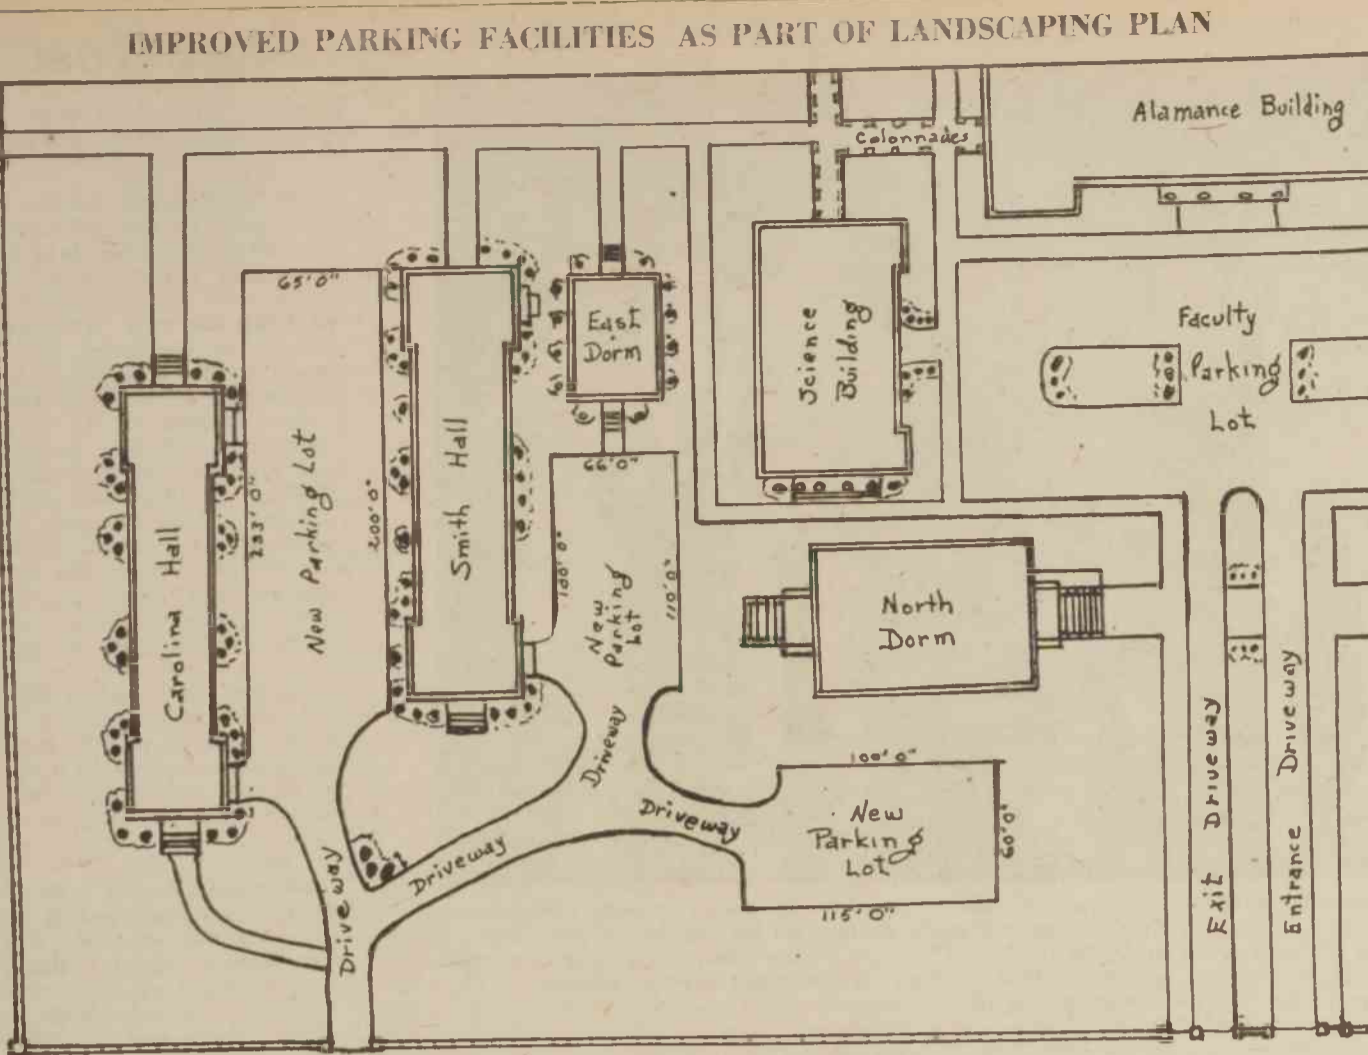 IMPROVED PARKING FACILITIES AS PART OF LANDSCAPING PLAN
Alamance Building
Colonnades
65'0"
East
Dorm
Science
Building
Faculty
Parking
Lot
Carolina Hall
233'0"
New Parking Lot
200'0"
Smith Hall
66'0"
100'0"
New
Parking
Lot
110'0"
North
Dorm
Driveway
Driveway
Driveway
Driveway
100'0"
New
Parking
Lot
60'0"
115'0"
Exit Driveway
Entrance Driveway